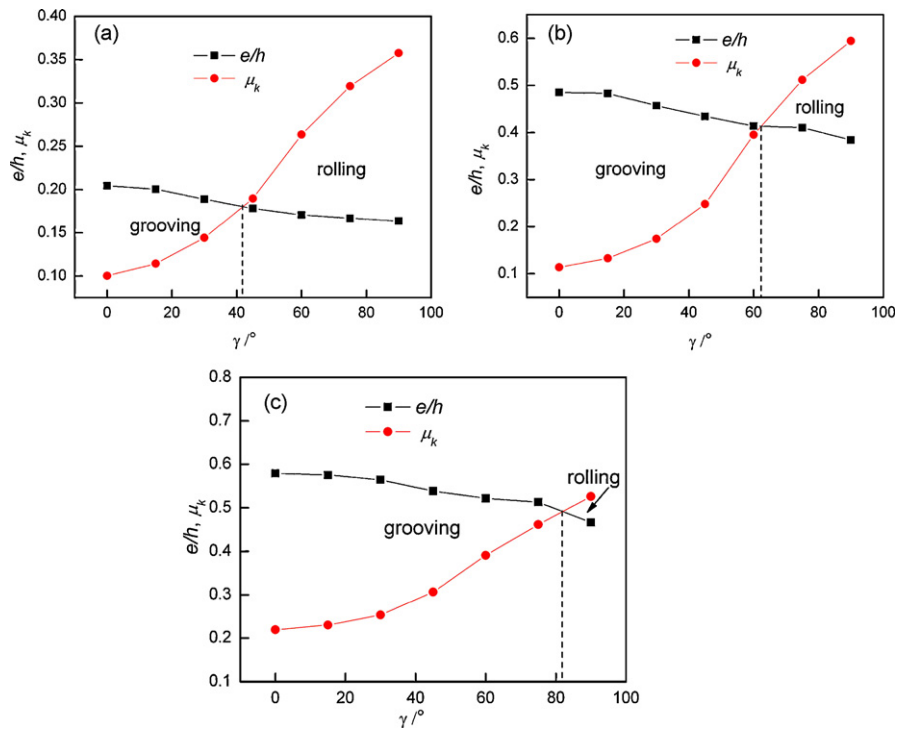 (a)
e/h
μk
rolling
grooving
e/h, μk
0.40
0.35
0.30
0.25
0.20
0.15
0.10
0 20 40 60 80 100
γ /°
(b)
e/h
μk
rolling
grooving
e/h, μk
0.6
0.5
0.4
0.3
0.2
0.1
0 20 40 60 80 100
γ /°
(c)
e/h
μk
rolling
grooving
e/h, μk
0.8
0.7
0.6
0.5
0.4
0.3
0.2
0.1
0 20 40 60 80 100
γ /°